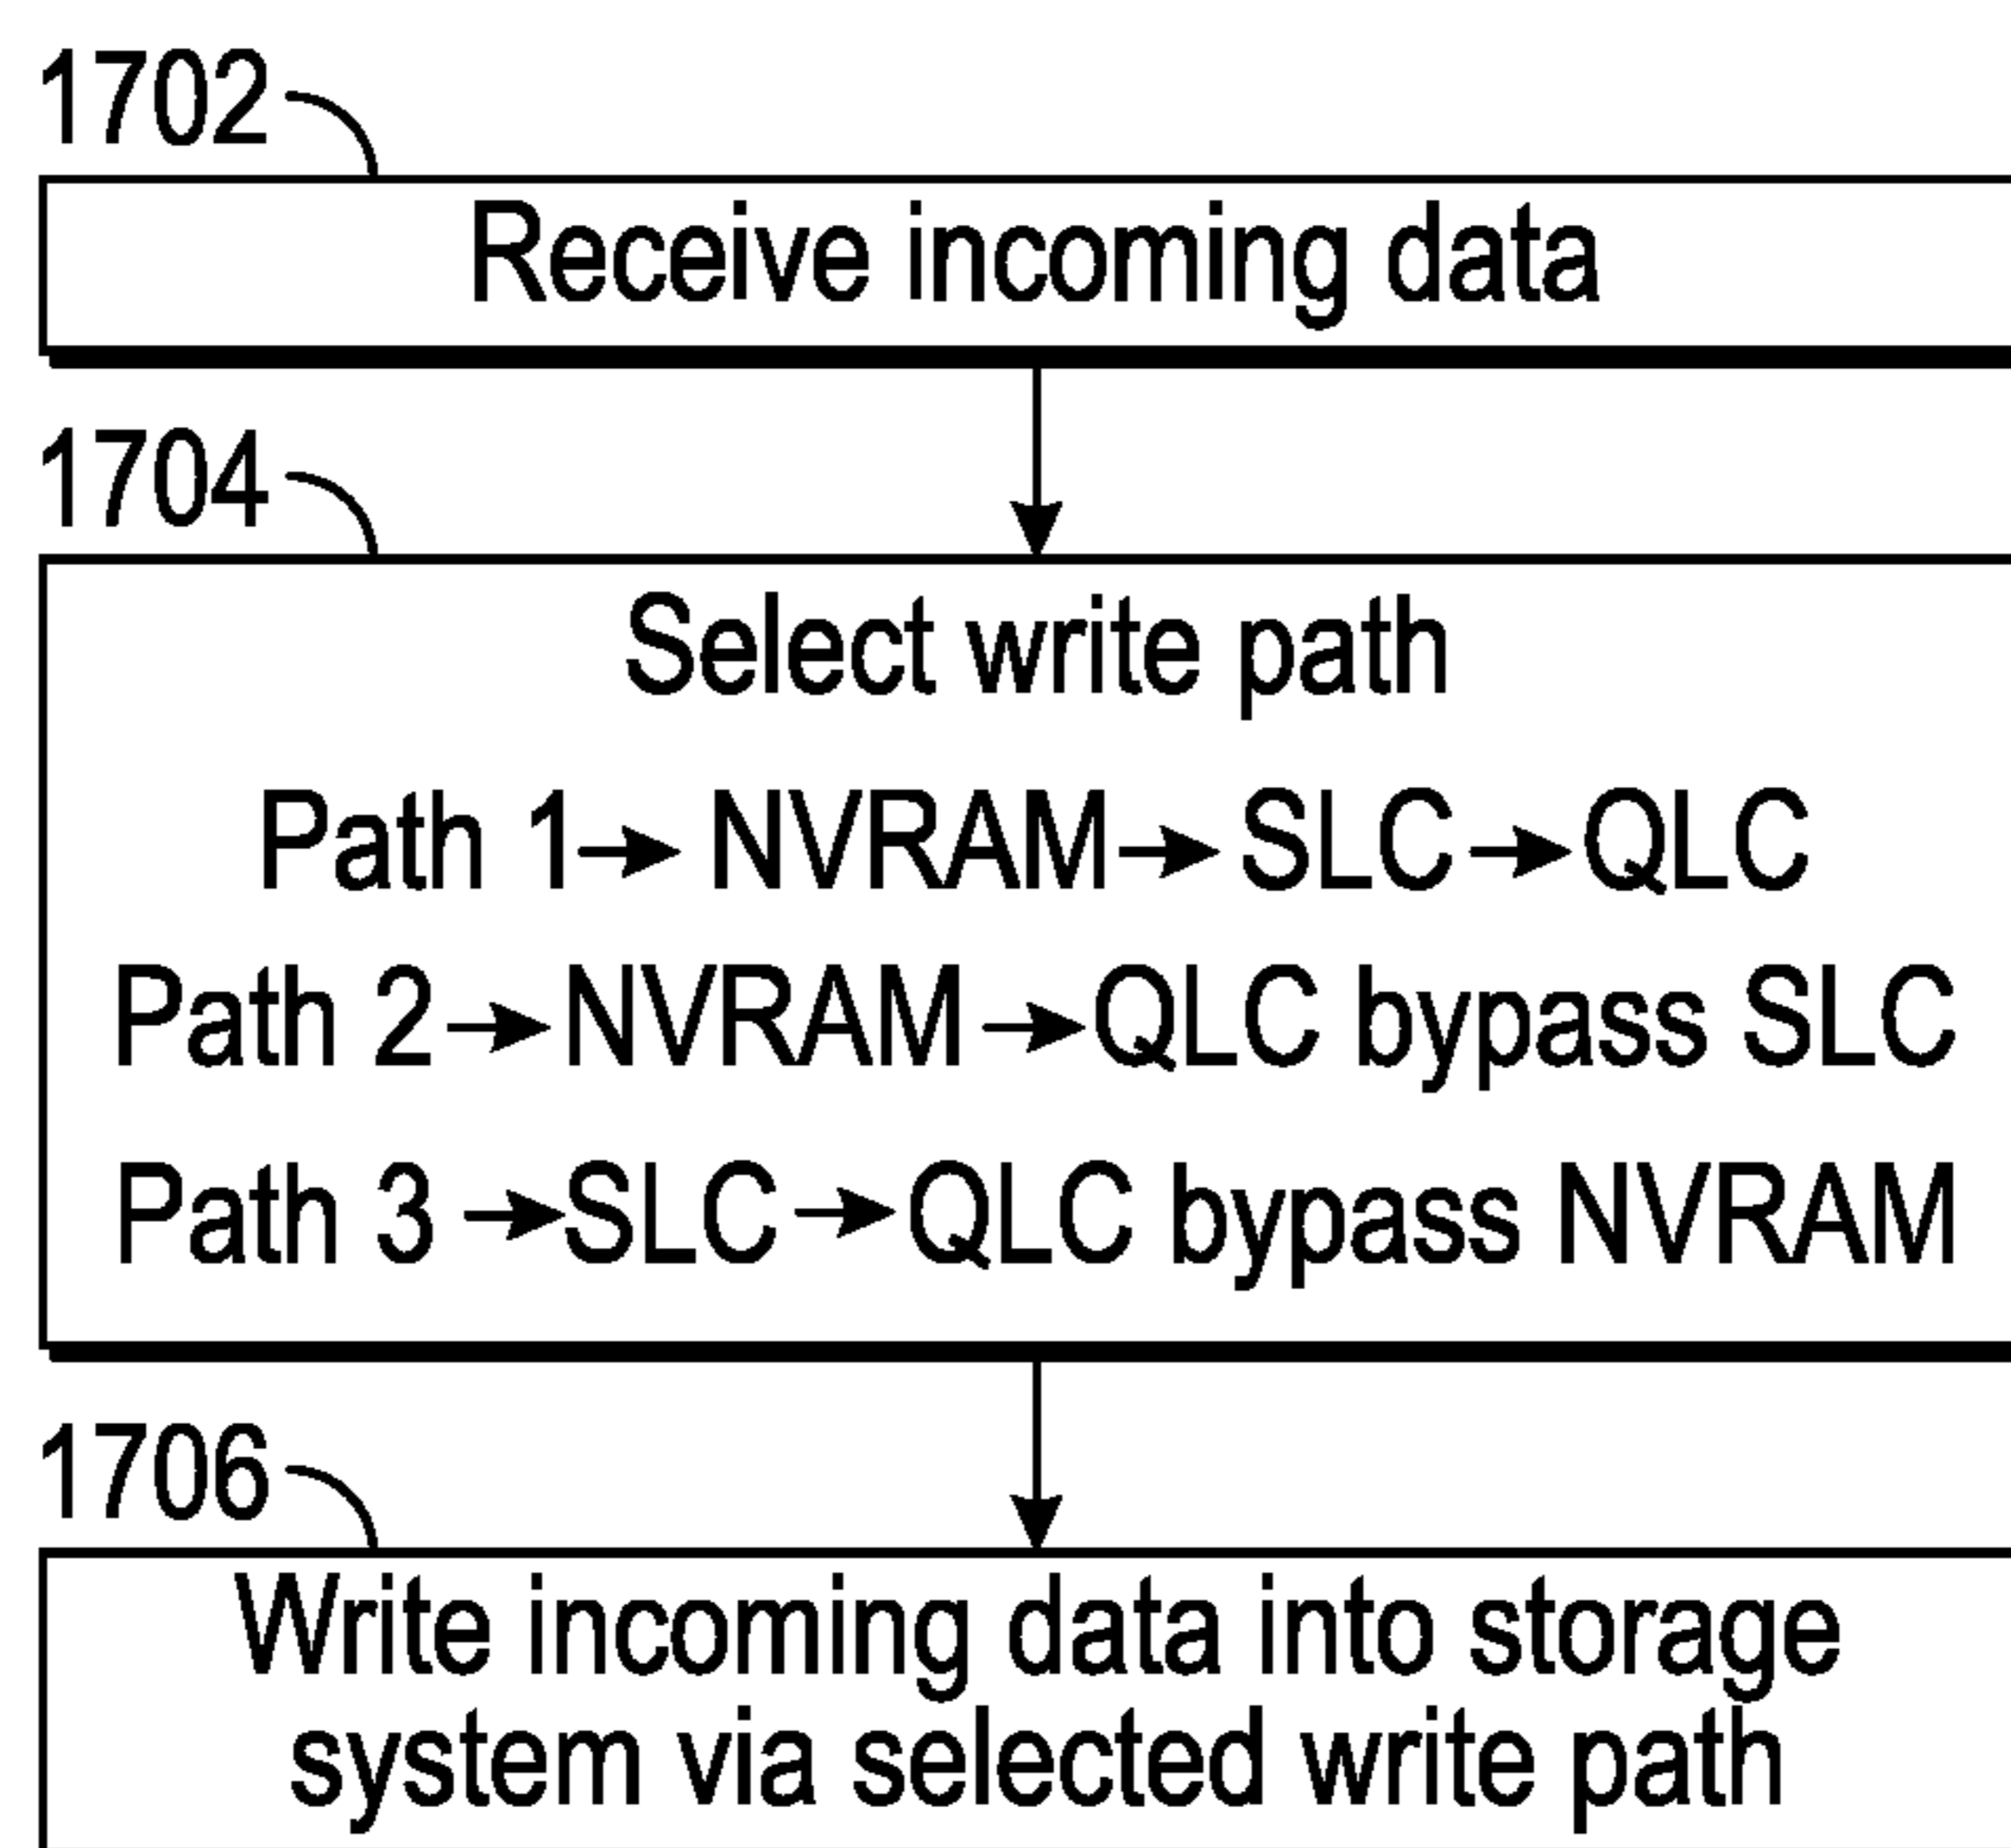 1702
Receive incoming data
1704
Select write path
Path 1→ NVRAM→ SLC→ QLC
Path 2→NVRAM→QLC bypass SLC
Path 3→SLC→QLC bypass NVRAM
1706
Write incoming data into storage
system via selected write path